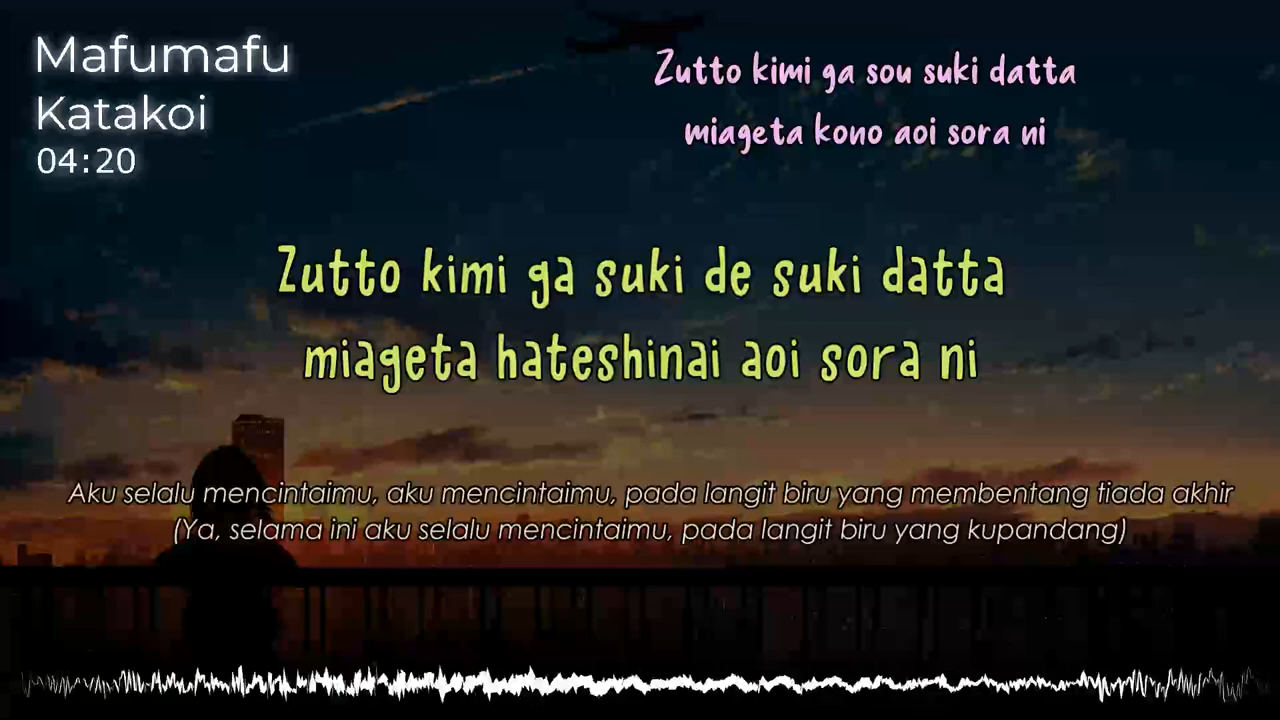 Mafumafu
Katakoi
04:20
Zutto kimi ga sou suki datta
miageta kono aoi sora ni
Zutto kimi ga suki de suki datta
miageta hateshinai aoi sora ni
Aku selalu mencintaimu, aku mencintaimu, pada langit biru yang membentang tiada akhir
(Ya, selama ini aku selalu mencintaimu, pada langit biru yang kupandang)